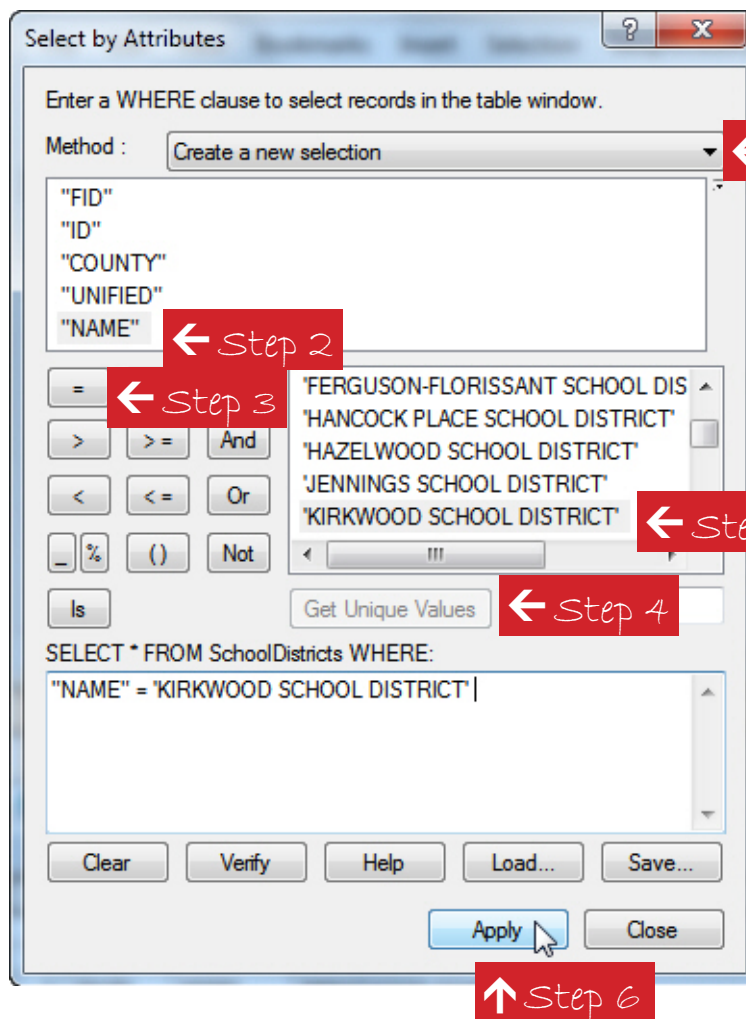 Select by Attributes
Enter a WHERE clause to select records in the table window.
Method : Create a new selection
"FID"
"ID"
"COUNTY"
"UNIFIED"
"NAME" ← Step 2
= ← Step 3
> >= And
< <= Or
_ % () Not
Is
'FERGUSON-FLORISSANT SCHOOL DIS
'HANCOCK PLACE SCHOOL DISTRICT'
'HAZELWOOD SCHOOL DISTRICT'
'JENNINGS SCHOOL DISTRICT'
'KIRKWOOD SCHOOL DISTRICT' ← Ste
Get Unique Values ← Step 4
SELECT * FROM SchoolDistricts WHERE:
"NAME" = 'KIRKWOOD SCHOOL DISTRICT'
Clear Verify Help Load... Save...
Apply Close
↑ Step 6